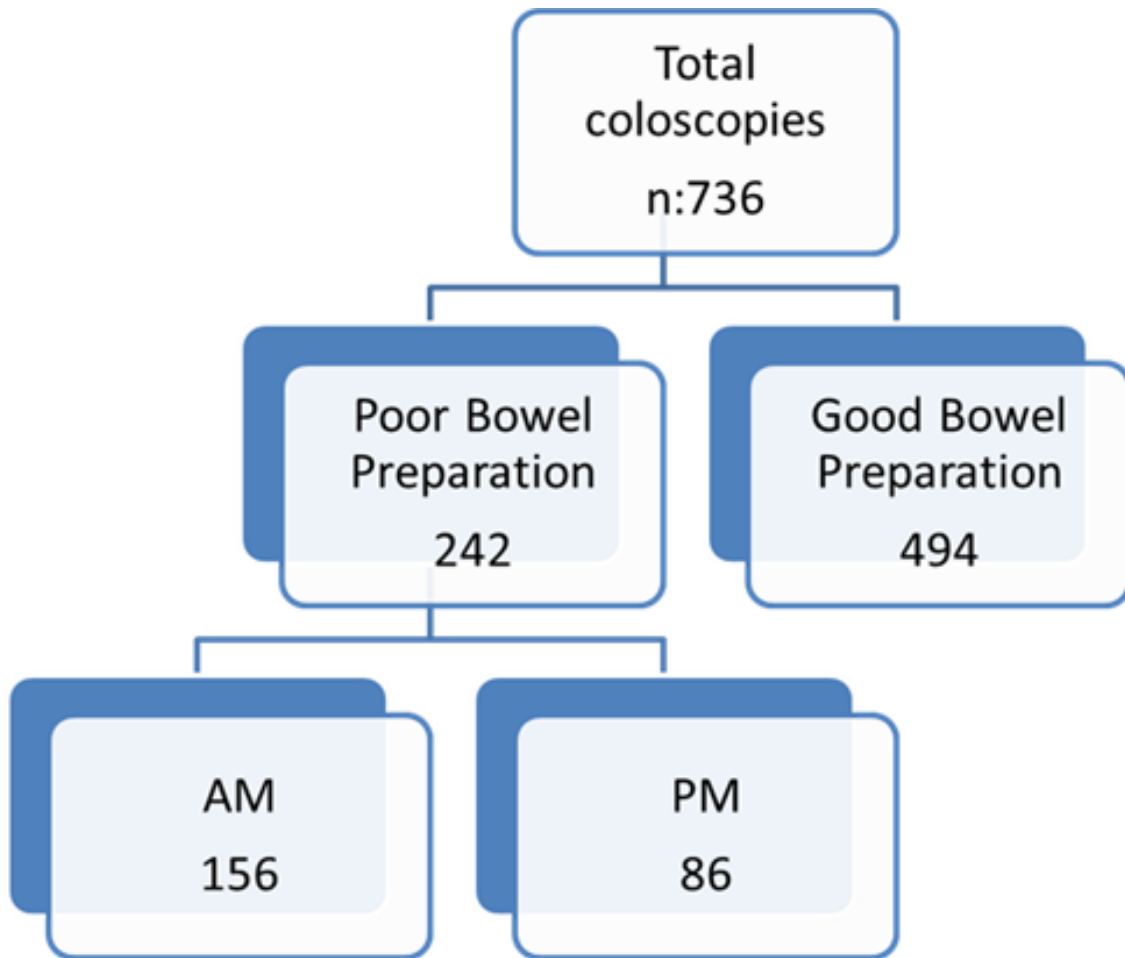 Total
coloscopies
n:736
Poor Bowel
Preparation
242
Good Bowel
Preparation
494
AM
156
PM
86